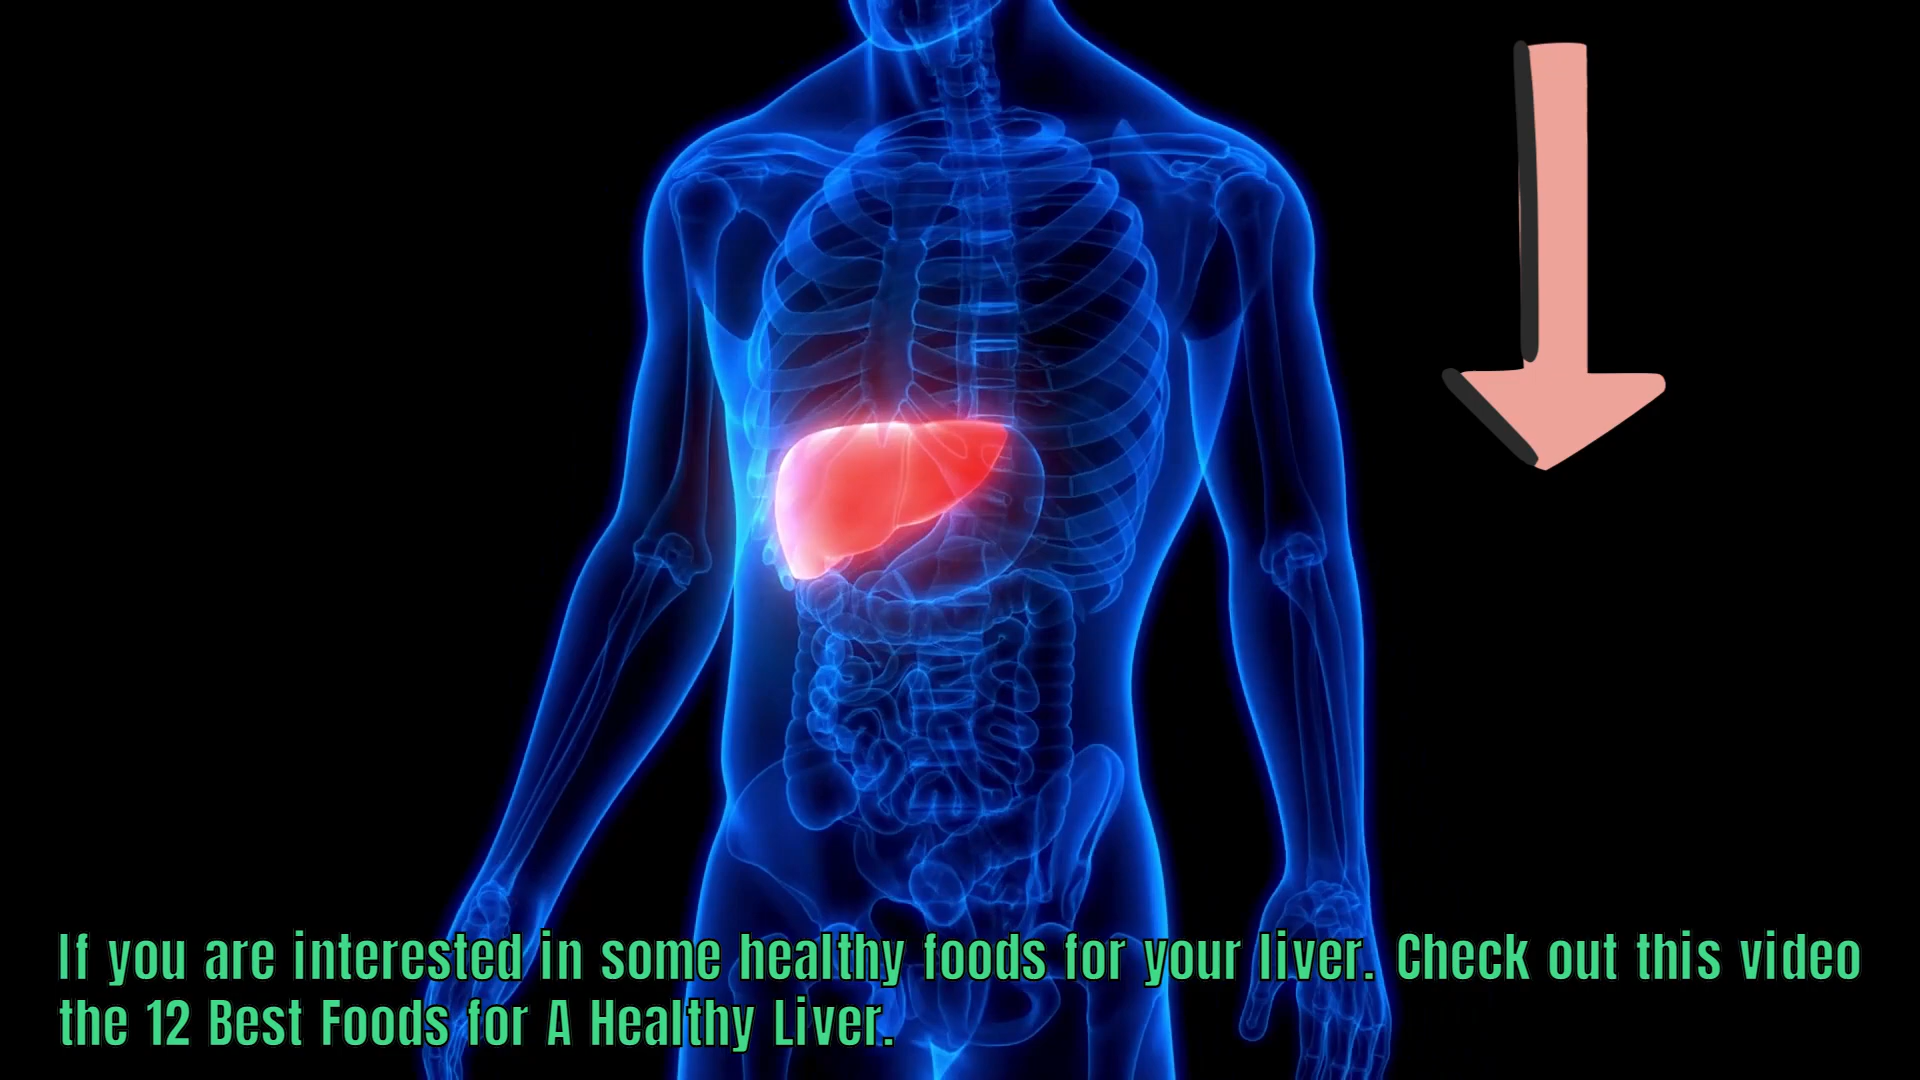 If you are interested in some healthy foods for your liver. Check out this video
the 12 Best Foods for A Healthy Liver.